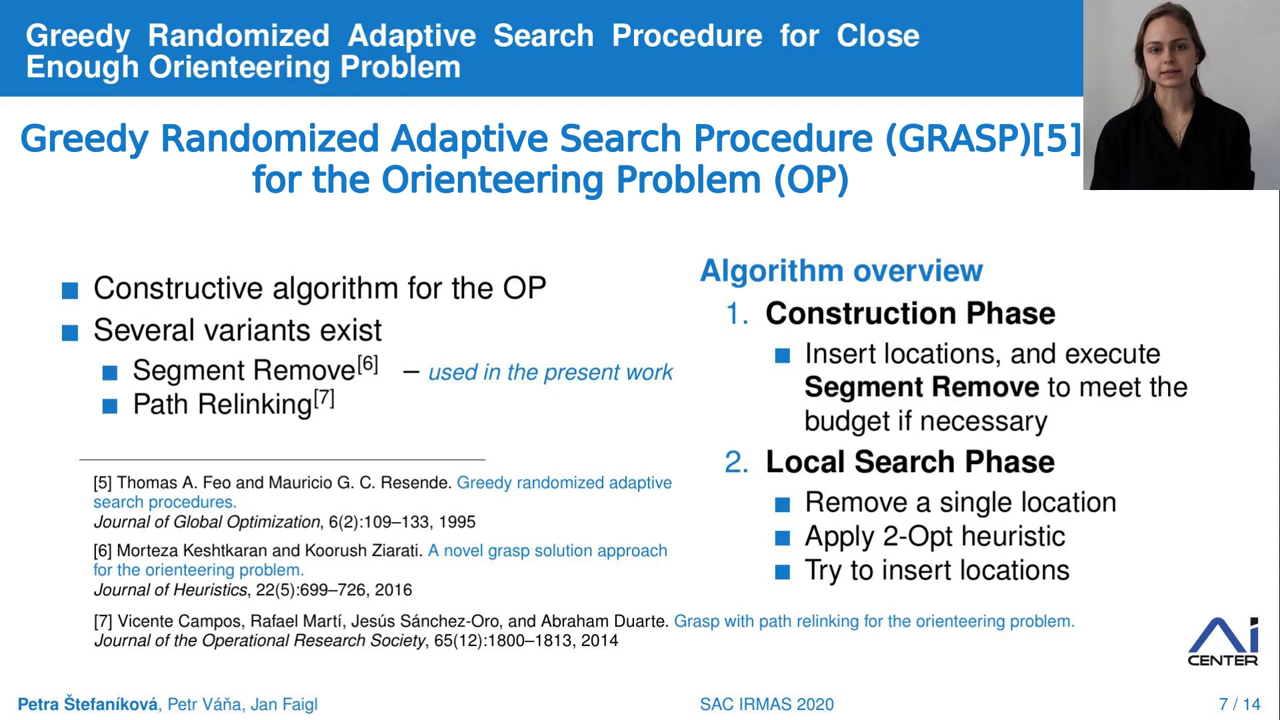 Greedy Randomized Adaptive Search Procedure for Close
Enough Orienteering Problem
Greedy Randomized Adaptive Search Procedure (GRASP)[5]
for the Orienteering Problem (OP)
Constructive algorithm for the OP
Several variants exist
Segment Remove[6] – used in the present work
Path Relinking[7]
[5] Thomas A. Feo and Mauricio G. C. Resende. Greedy randomized adaptive
search procedures.
Journal of Global Optimization, 6(2):109–133, 1995
[6] Morteza Keshtkaran and Koorush Ziarati. A novel grasp solution approach
for the orienteering problem.
Journal of Heuristics, 22(5):699–726, 2016
[7] Vicente Campos, Rafael Martí, Jesús Sánchez-Oro, and Abraham Duarte. Grasp with path relinking for the orienteering problem.
Journal of the Operational Research Society, 65(12):1800–1813, 2014
Algorithm overview
1. Construction Phase
Insert locations, and execute
Segment Remove to meet the
budget if necessary
2. Local Search Phase
Remove a single location
Apply 2-Opt heuristic
Try to insert locations
Ai
CENTER
Petra Štefaníková, Petr Váňa, Jan Faigl
SAC IRMAS 2020
7 / 14